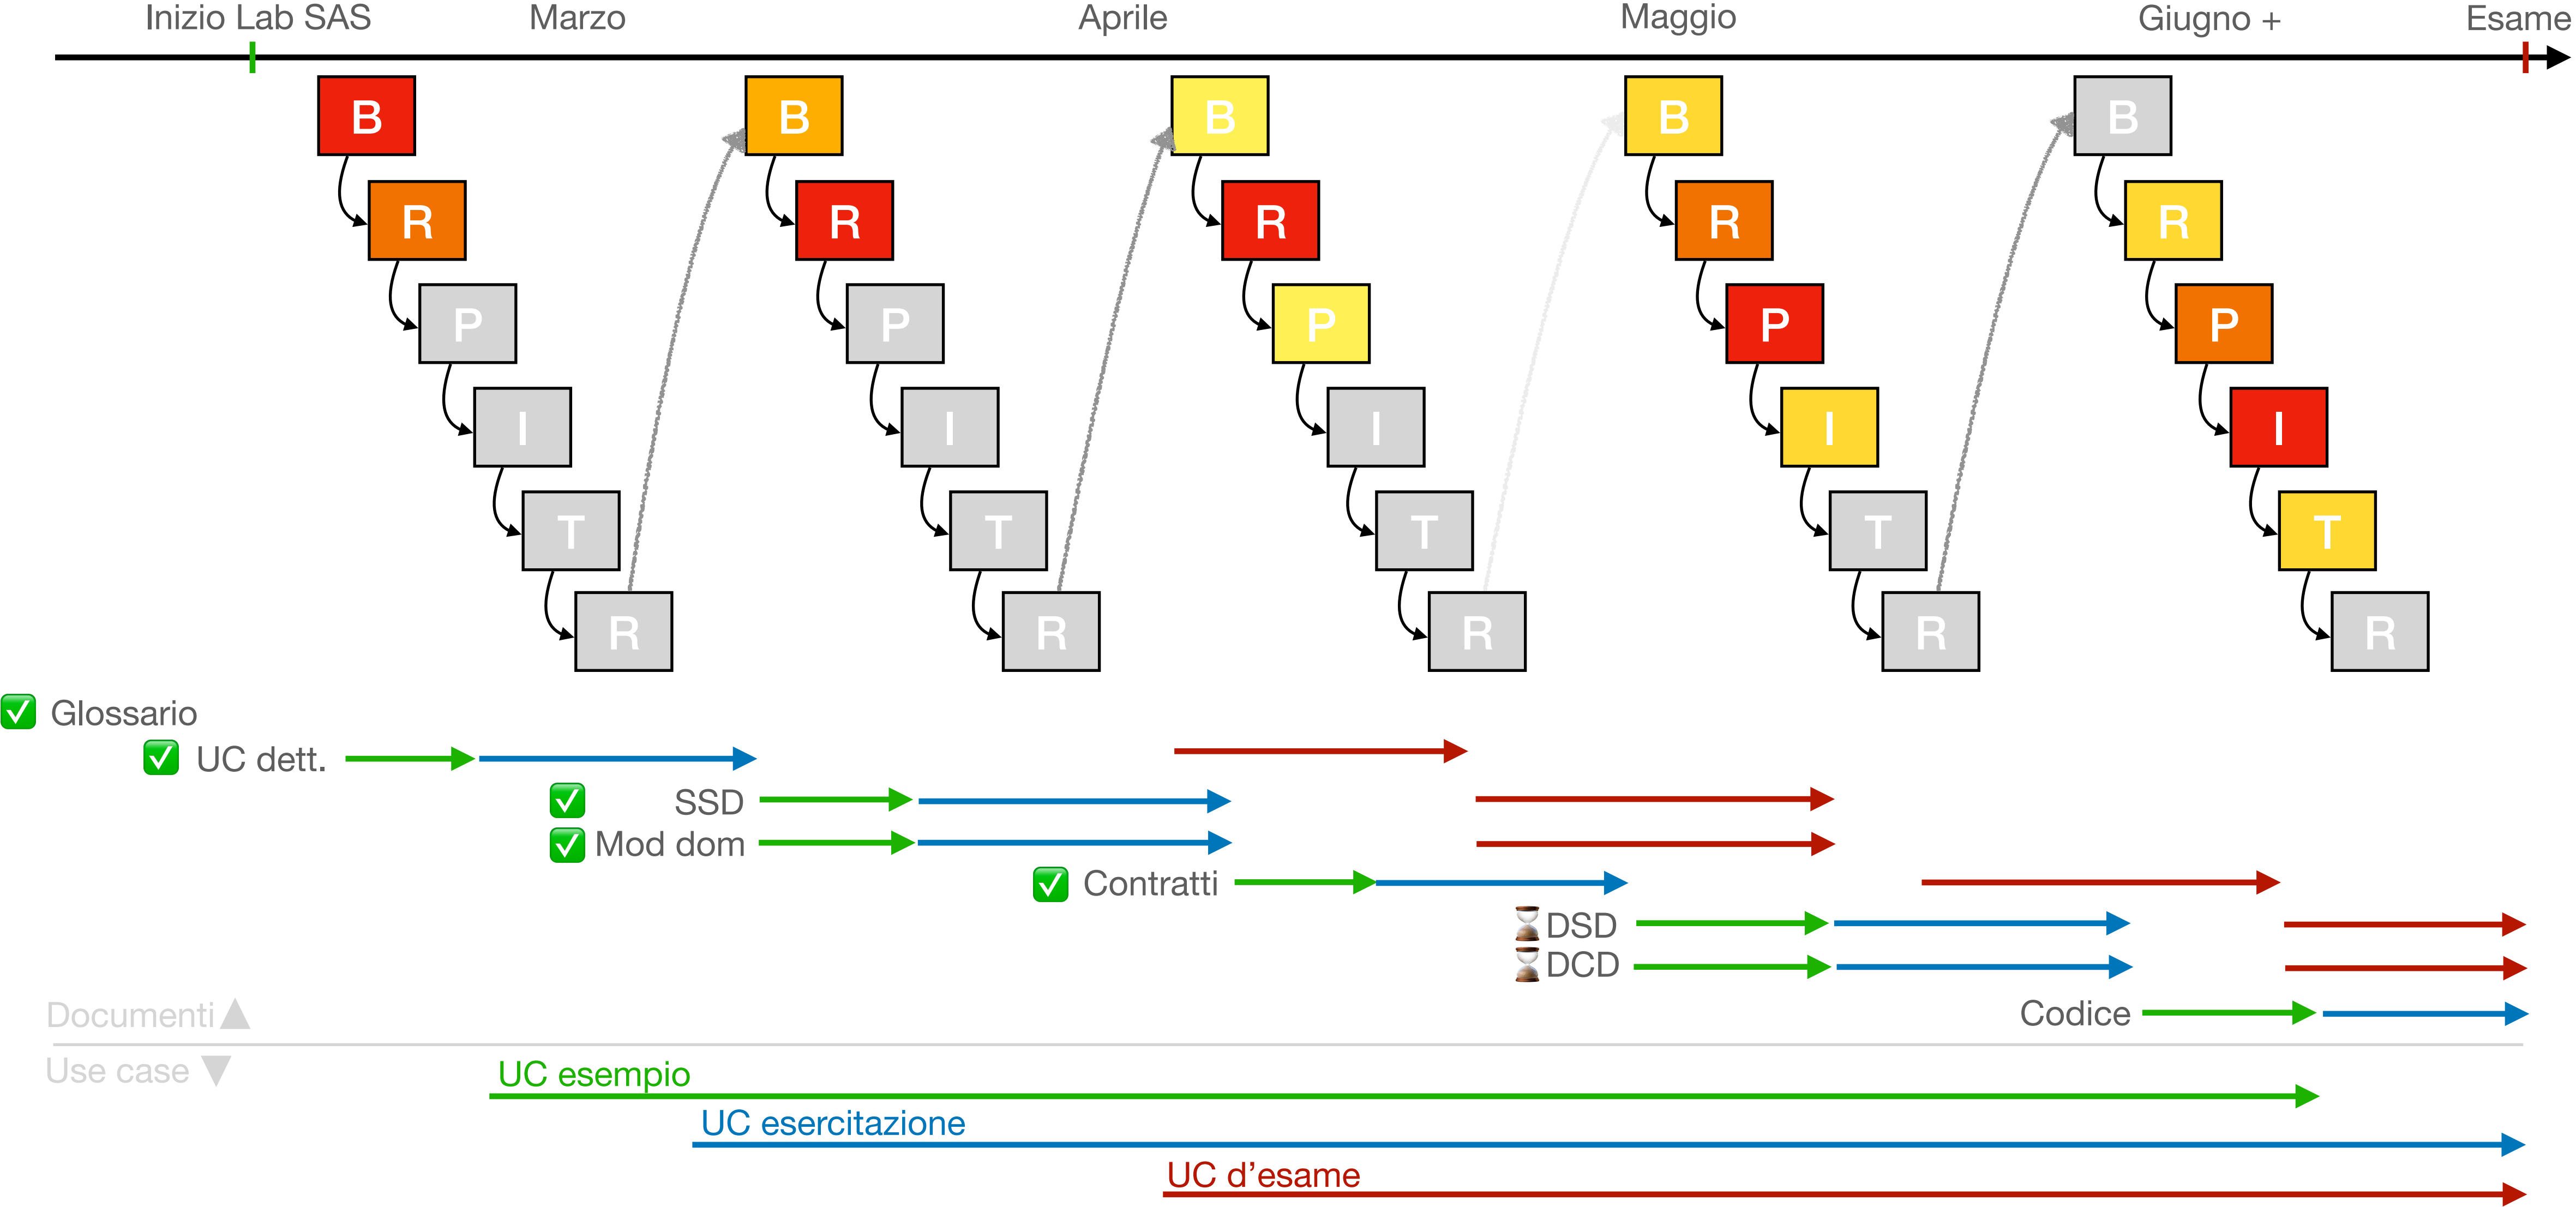 Inizio Lab SAS Marzo Aprile Maggio Giugno + Esame
B B B B B
R R R R R
P P P P P
I I I I I
T T T T T
R R R R R
Glossario
UC dett.
SSD
Mod dom
Contratti
DSD
DCD
Documenti Codice
Use case
UC esempio
UC esercitazione
UC d’esame